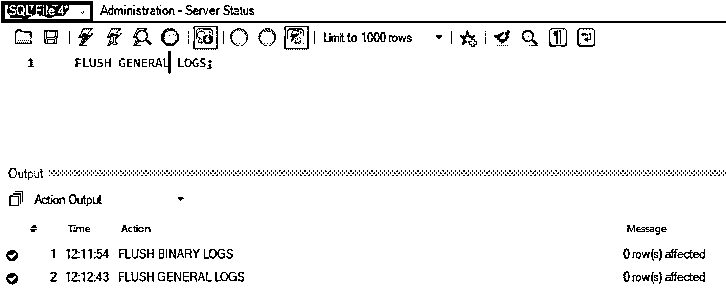 SQL File 4* Administration - Server Status
Limit to 1000 rows
1 FLUSH GENERAL LOGS;
Output
Action Output
# Time Action Message
1 12:11:54 FLUSH BINARY LOGS 0 row(s) affected
2 12:12:43 FLUSH GENERAL LOGS 0 row(s) affected